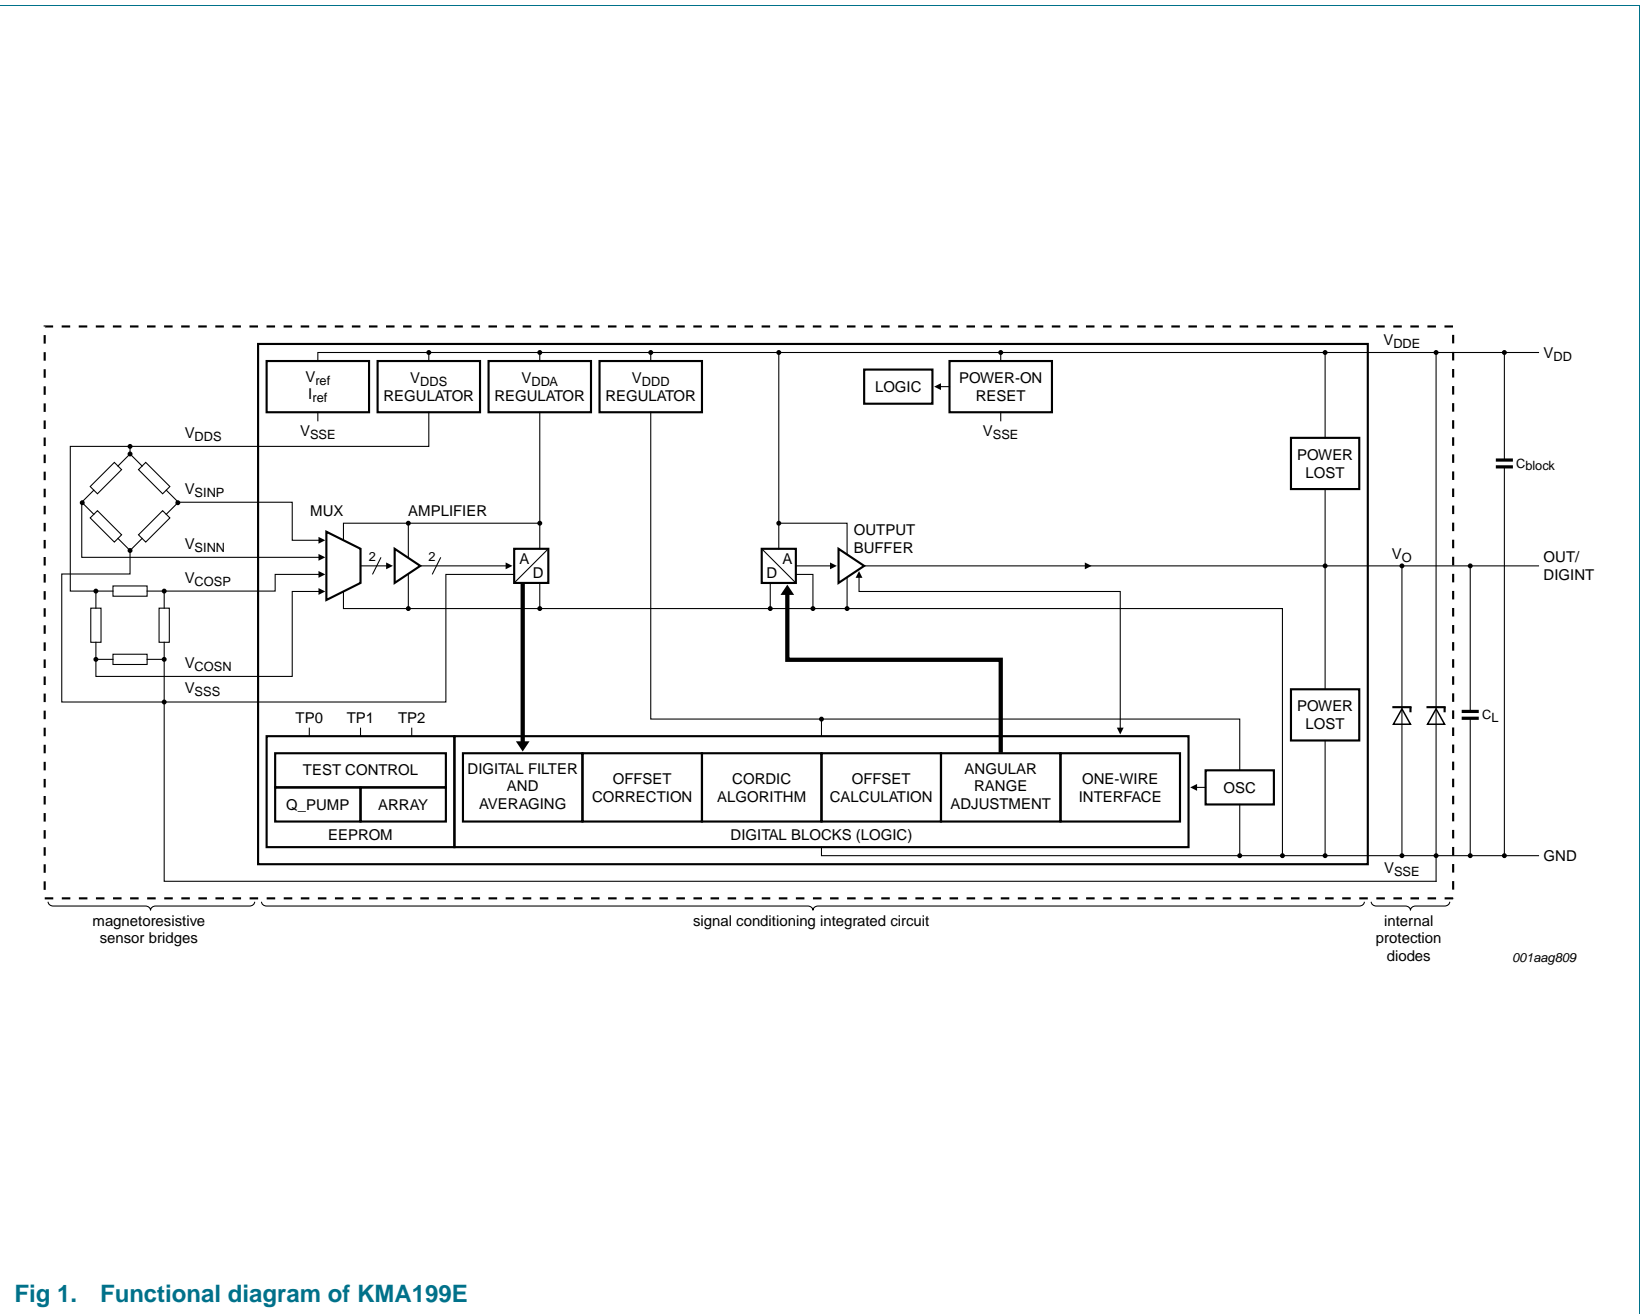 VDDE
VDD
Vref
Iref
VDDS
REGULATOR
VDDA
REGULATOR
VDDD
REGULATOR
LOGIC
POWER-ON
RESET
VSSE
VSSE
VDDS
POWER
LOST
Cblock
VSINP
MUX
AMPLIFIER
OUTPUT
BUFFER
VSINN
2
2
A
D
A
D
VO
OUT/
DIGINT
VCOSP
VCOSN
VSSS
POWER
LOST
CL
TP0
TP1
TP2
TEST CONTROL
Q_PUMP
ARRAY
EEPROM
DIGITAL FILTER
AND
AVERAGING
OFFSET
CORRECTION
CORDIC
ALGORITHM
OFFSET
CALCULATION
ANGULAR
RANGE
ADJUSTMENT
ONE-WIRE
INTERFACE
DIGITAL BLOCKS (LOGIC)
OSC
GND
VSSE
magnetoresistive
sensor bridges
signal conditioning integrated circuit
internal
protection
diodes
001aag809
Fig 1. Functional diagram of KMA199E